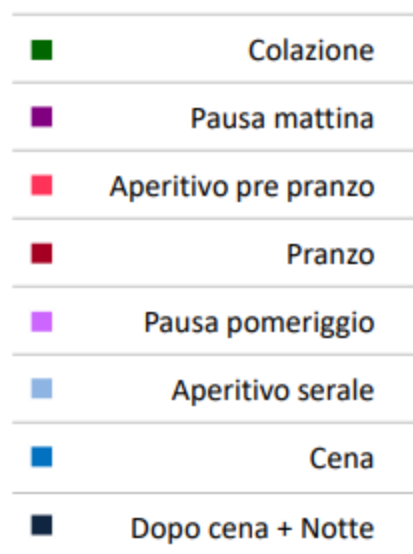 Colazione
Pausa mattina
Aperitivo pre pranzo
Pranzo
Pausa pomeriggio
Aperitivo serale
Cena
Dopo cena + Notte